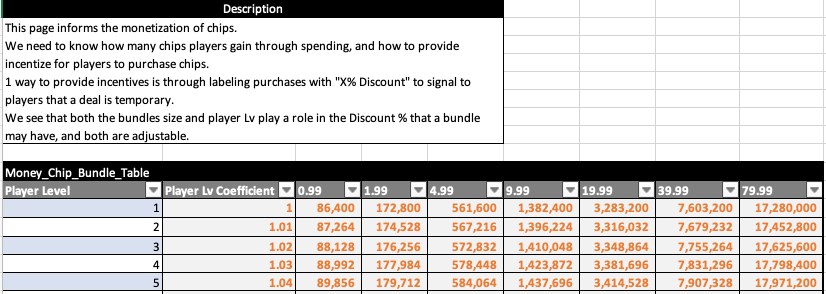 Description
This page informs the monetization of chips.
We need to know how many chips players gain through spending, and how to provide
incentize for players to purchase chips.
1 way to provide incentives is through labeling purchases with "X% Discount" to signal to
players that a deal is temporary.
We see that both the bundles size and player Lv play a role in the Discount % that a bundle
may have, and both are adjustable.
Money_Chip_Bundle_Table
Player Level Player Lv Coefficient 0.99 1.99 4.99 9.99 19.99 39.99 79.99
1 1 86,400 172,800 561,600 1,382,400 3,283,200 7,603,200 17,280,000
2 1.01 87,264 174,528 567,216 1,396,224 3,316,032 7,679,232 17,452,800
3 1.02 88,128 176,256 572,832 1,410,048 3,348,864 7,755,264 17,625,600
4 1.03 88,992 177,984 578,448 1,423,872 3,381,696 7,831,296 17,798,400
5 1.04 89,856 179,712 584,064 1,437,696 3,414,528 7,907,328 17,971,200